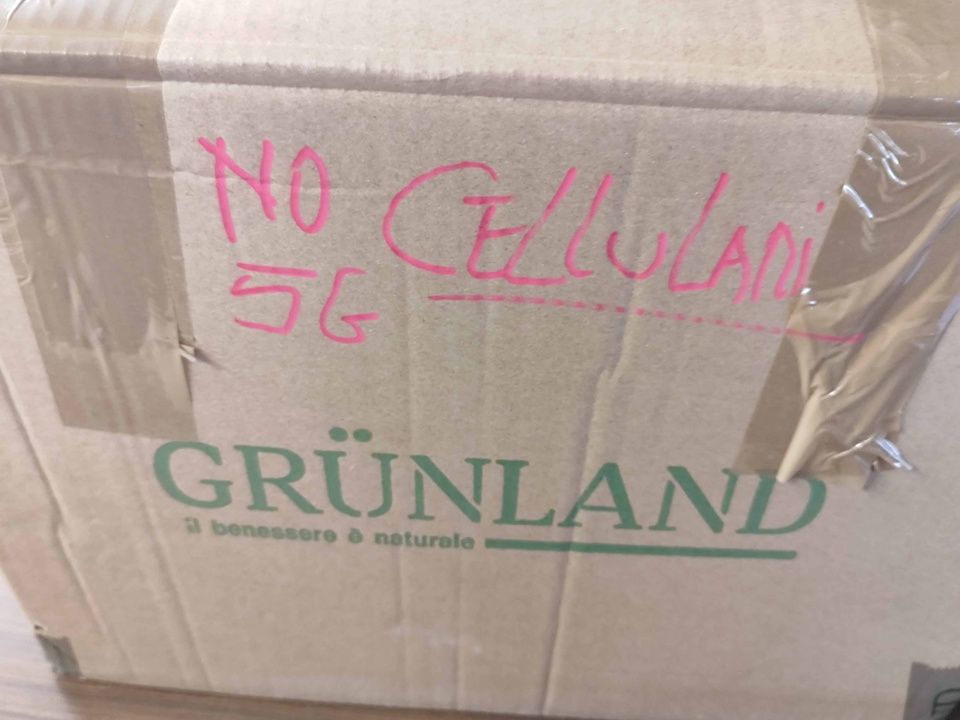 NO CELLULARI
5G
GRÜNLAND
il benessere è naturale